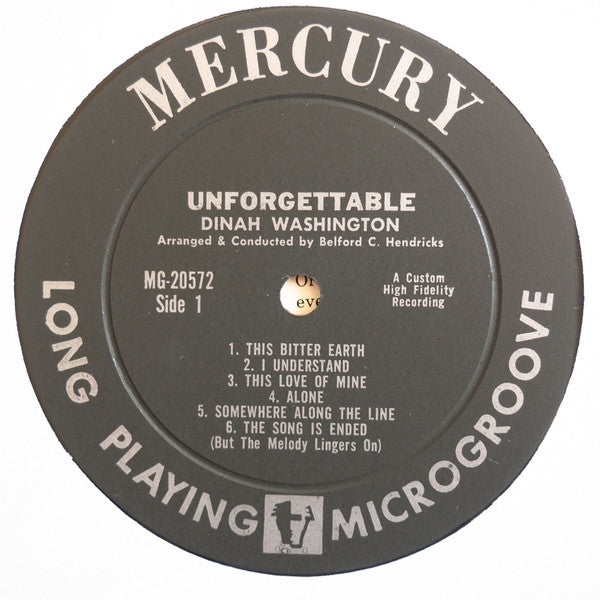 MERCURY
UNFORGETTABLE
DINAH WASHINGTON
Arranged & Conducted by Belford C. Hendricks
MG-20572
Side 1
A Custom
High Fidelity
Recording
1. THIS BITTER EARTH
2. I UNDERSTAND
3. THIS LOVE OF MINE
4. ALONE
5. SOMEWHERE ALONG THE LINE
6. THE SONG IS ENDED
(But The Melody Lingers On)
LONG PLAYING MICROGROOVE